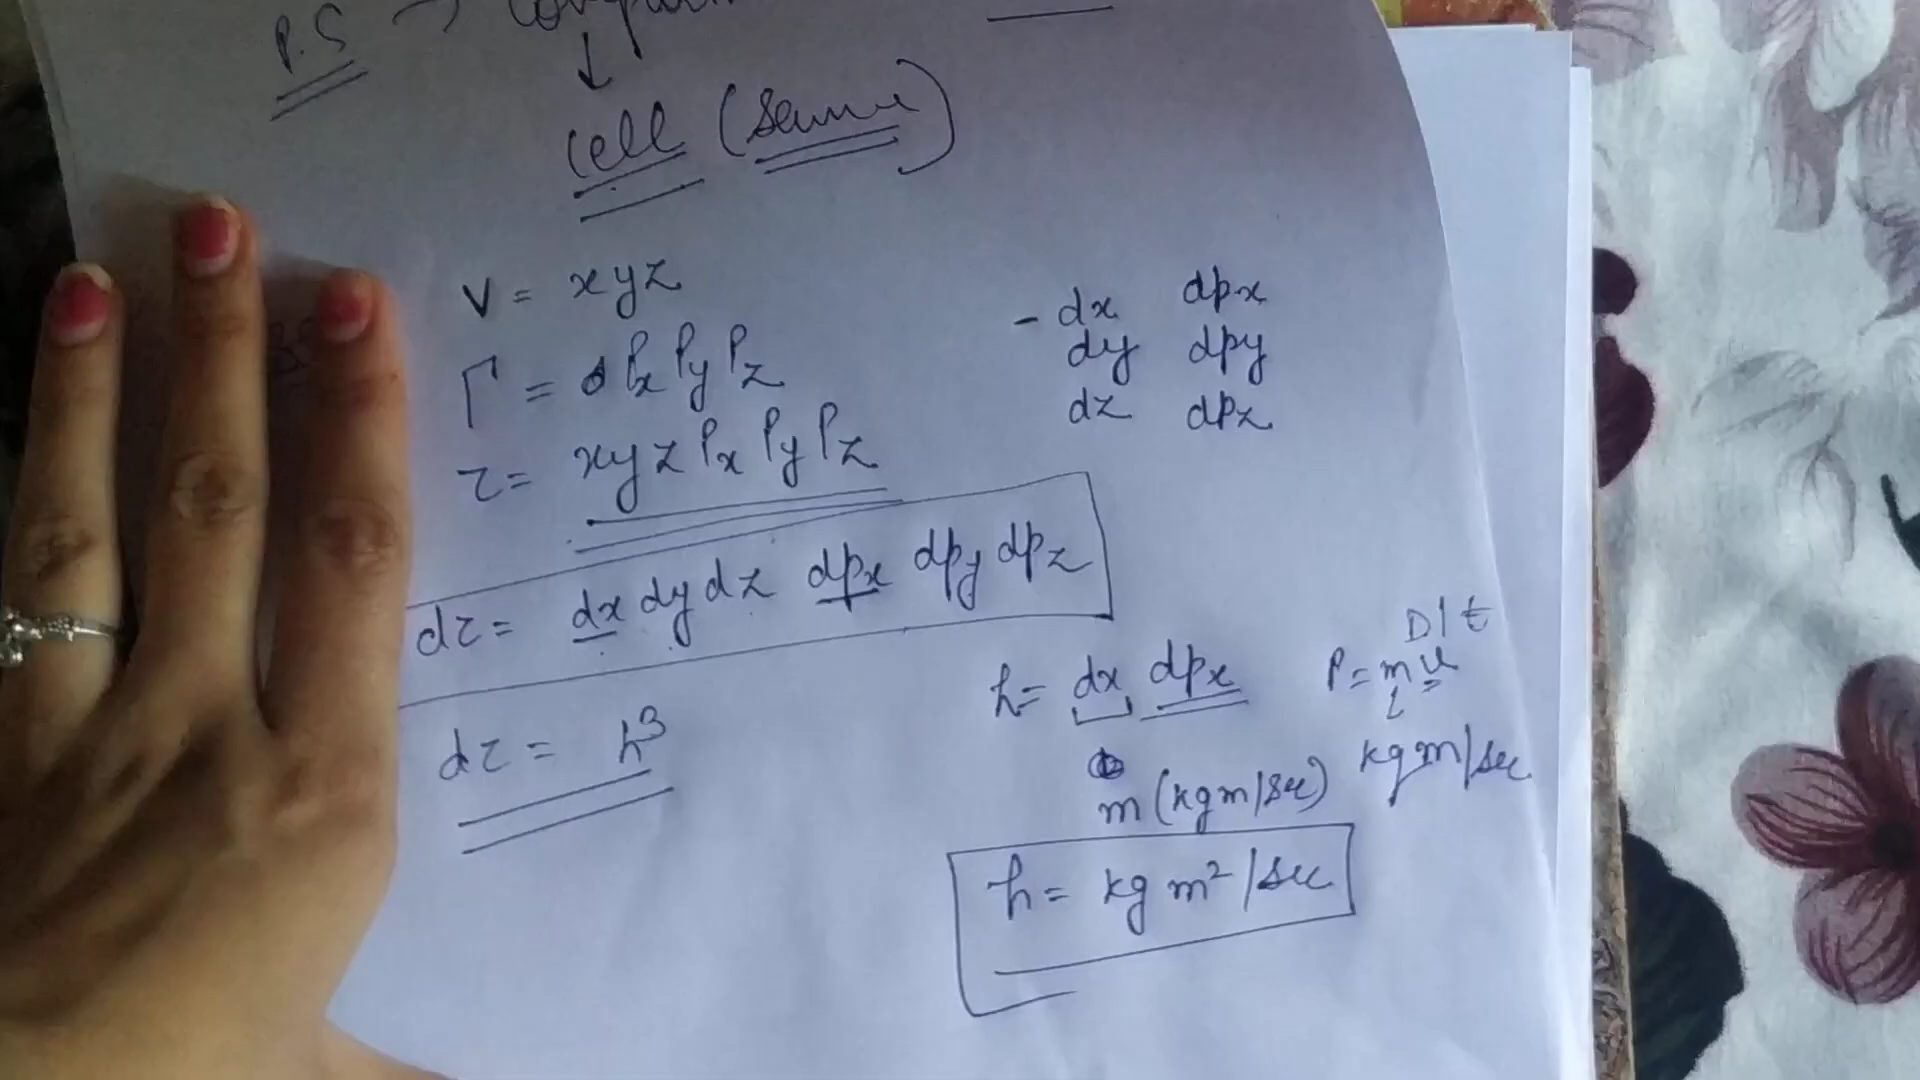 P.S →
↓
cell (same)
V = xyz
Γ = Px Py Pz
τ = xyz Px Py Pz
- dx dpx
dy dpy
dz dpz
dτ = dx dy dz dpx dpy dpz
dτ = h³
h = dx dpx
m (kg m/sec)
h = kg m²/sec
D/t
P = mv
kg m/sec